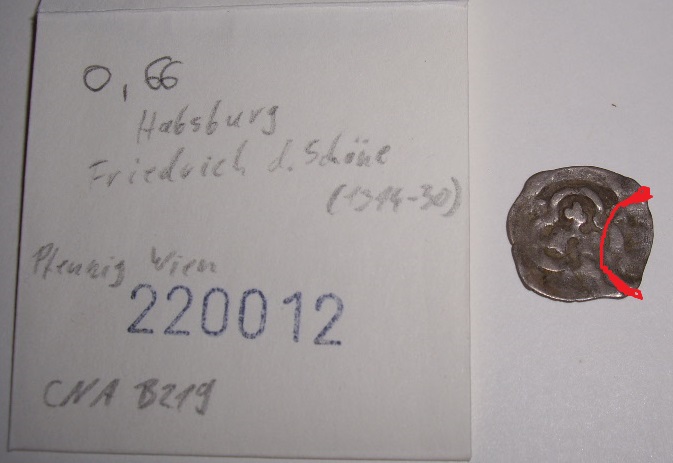 0,66
Habsburg
Friedrich d. Schöne
(1314-30)
Pfennig Wien
220012
CNA B219